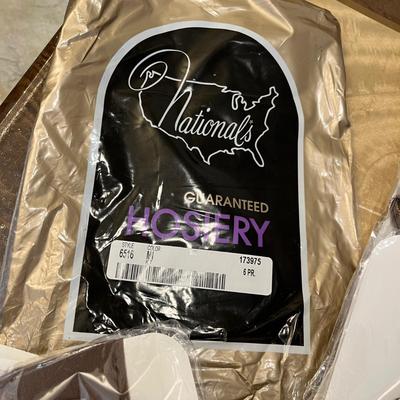 National's
GUARANTEED
HOSIERY
STYLE COLOR
6516 173975
6 PR.